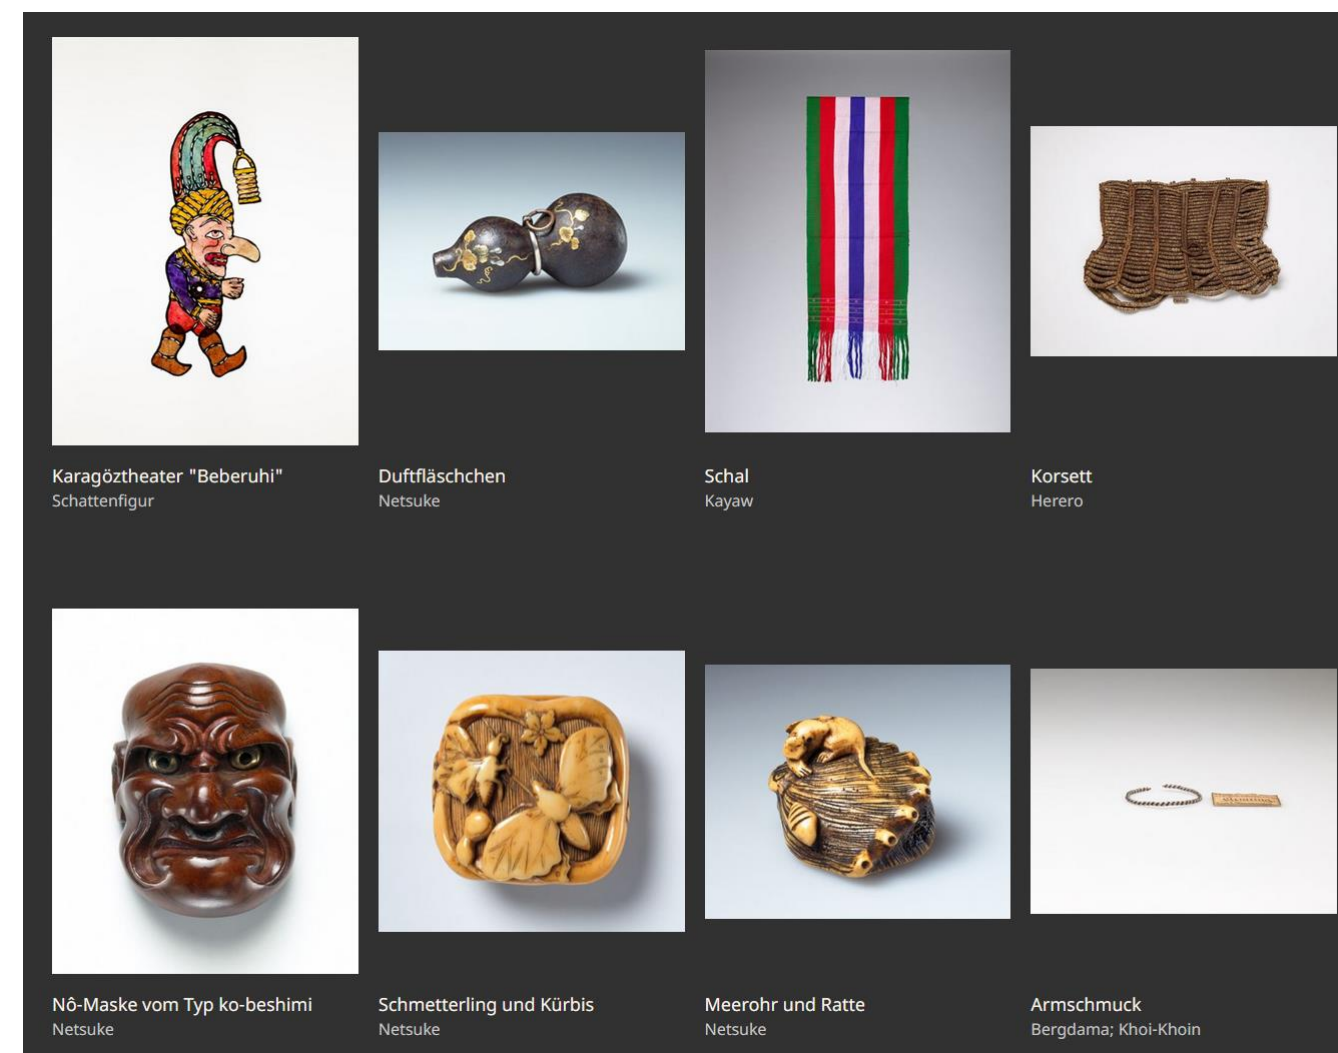 Karagöztheater "Beberuhi"
Schattenfigur
Duftfläschchen
Netsuke
Schal
Kayaw
Korsett
Herero
Nô-Maske vom Typ ko-beshimi
Netsuke
Schmetterling und Kürbis
Netsuke
Meerohr und Ratte
Netsuke
Armschmuck
Bergdama; Khoi-Khoin